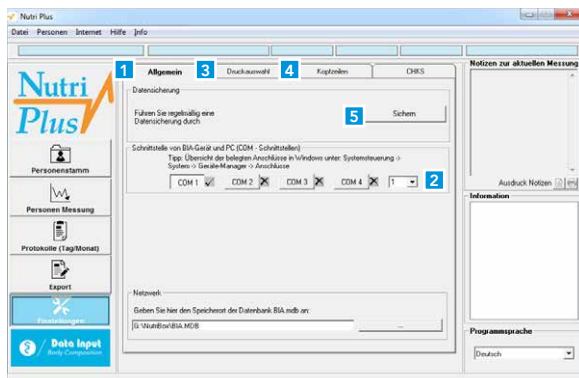 Nutri Plus
Datei Personen Internet Hilfe Info
1 Allgemein 3 Druckauswahl 4 Kopfzeilen CHKS
Datensicherung
Führen Sie regelmäßig eine
Datensicherung durch
5 Sichern
Schnittstelle von BIA-Gerät und PC (COM - Schnittstellen)
Tipp: Übersicht der belegten Anschlüsse in Windows unter: Systemsteuerung ->
System -> Geräte-Manager -> Anschlüsse
COM 1 COM 2 COM 3 COM 4 1 2
Netzwerk
Geben Sie hier den Speicherort der Datenbank BIA.mdb an:
G:\NutriBox\BIA.MDB ...
Nutri
Plus
Personenstamm
Personen Messung
Protokolle (Tag/Monat)
Export
Einstellungen
Data Input
Body Composition
Notizen zur aktuellen Messung
Ausdruck Notizen
Information
Programmsprache
Deutsch